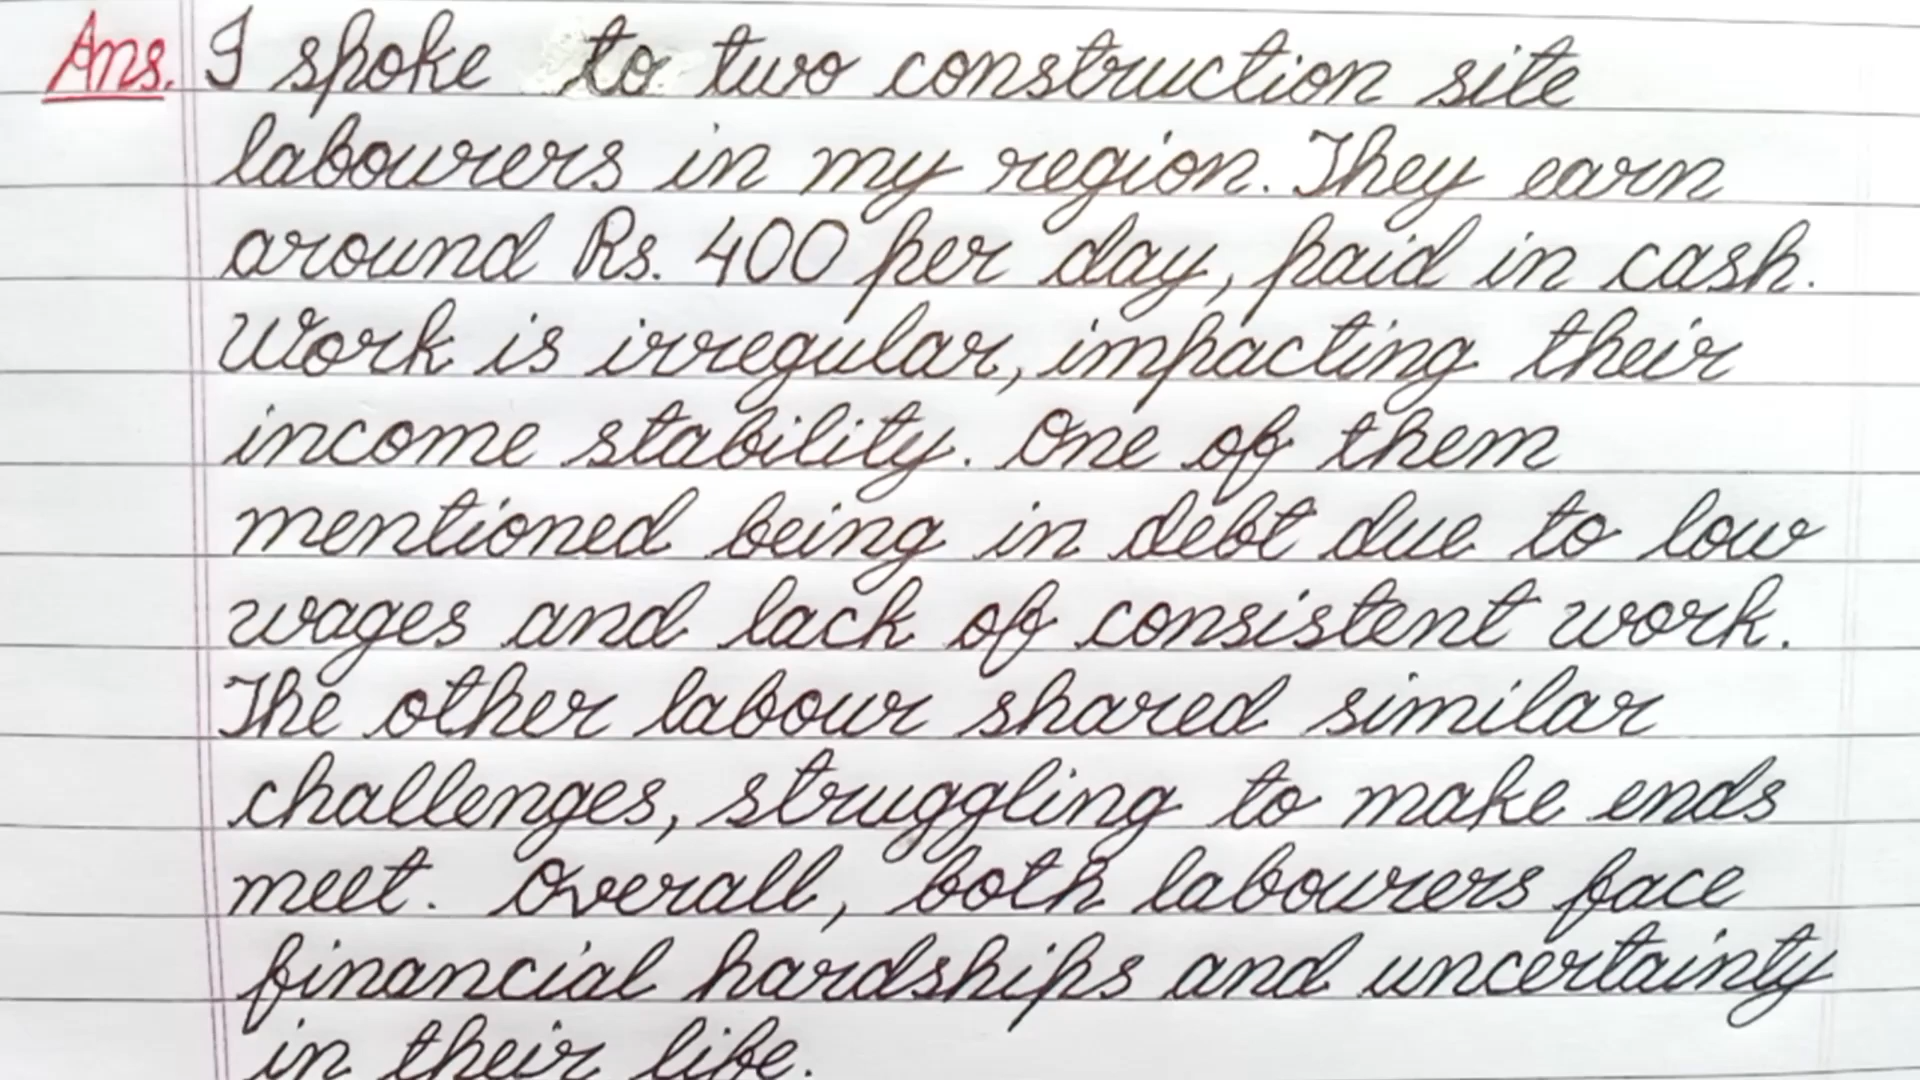 Ans. I spoke to two construction site
labourers in my region. They earn
around Rs. 400 per day, paid in cash.
Work is irregular, impacting their
income stability. One of them
mentioned being in debt due to low
wages and lack of consistent work.
The other labour shared similar
challenges, struggling to make ends
meet. Overall, both labourers face
financial hardships and uncertainty
in their life.